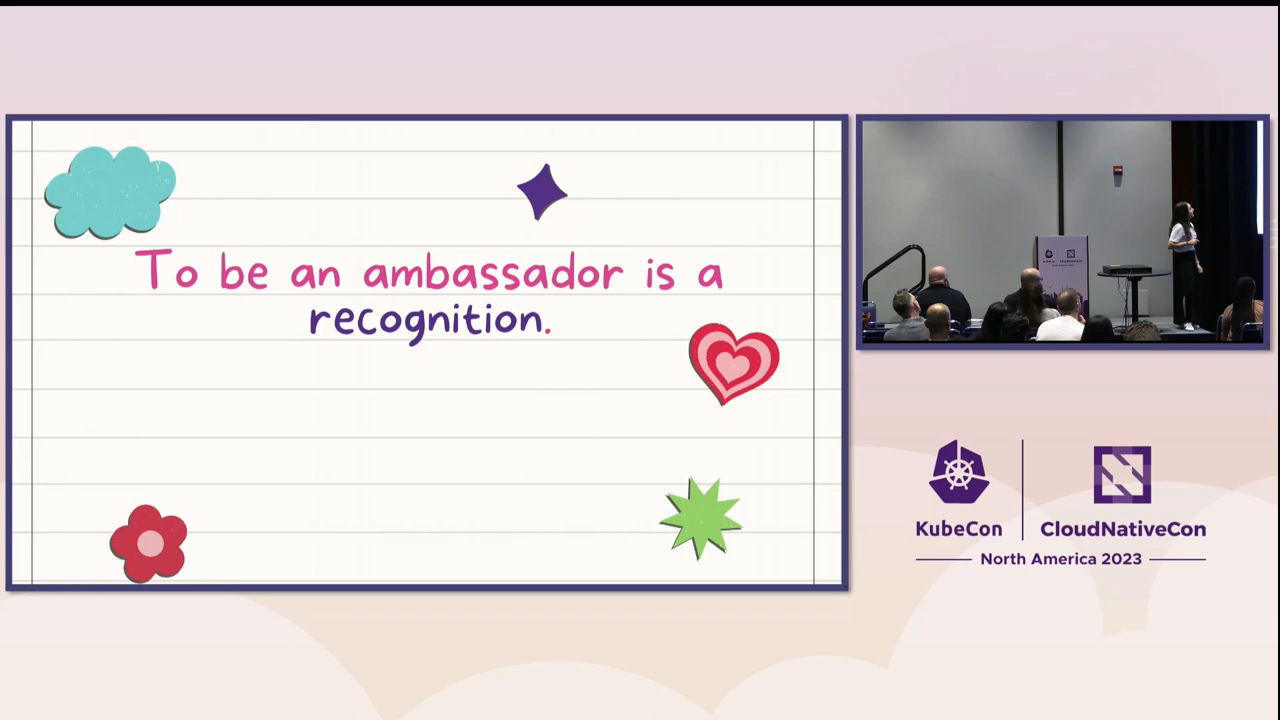 To be an ambassador is a
recognition.
KubeCon
CloudNativeCon
North America 2023